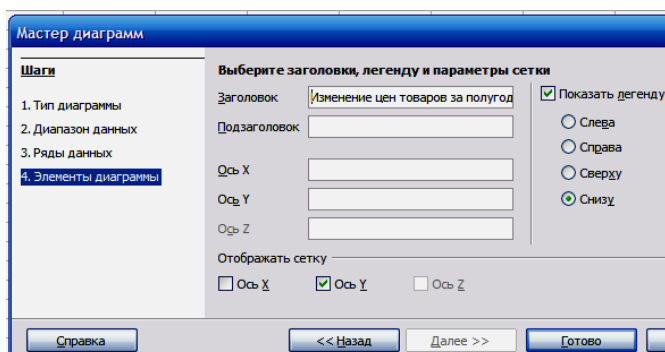 Мастер диаграмм
Шаги
1. Тип диаграммы
2. Диапазон данных
3. Ряды данных
4. Элементы диаграммы
Выберите заголовки, легенду и параметры сетки
Заголовок Изменение цен товаров за полугод
Подзаголовок
Ось X
Ось Y
Ось Z
Показать легенду
Слева
Справа
Сверху
Снизу
Отображать сетку
Ось X Ось Y Ось Z
Справка << Назад Далее >> Готово